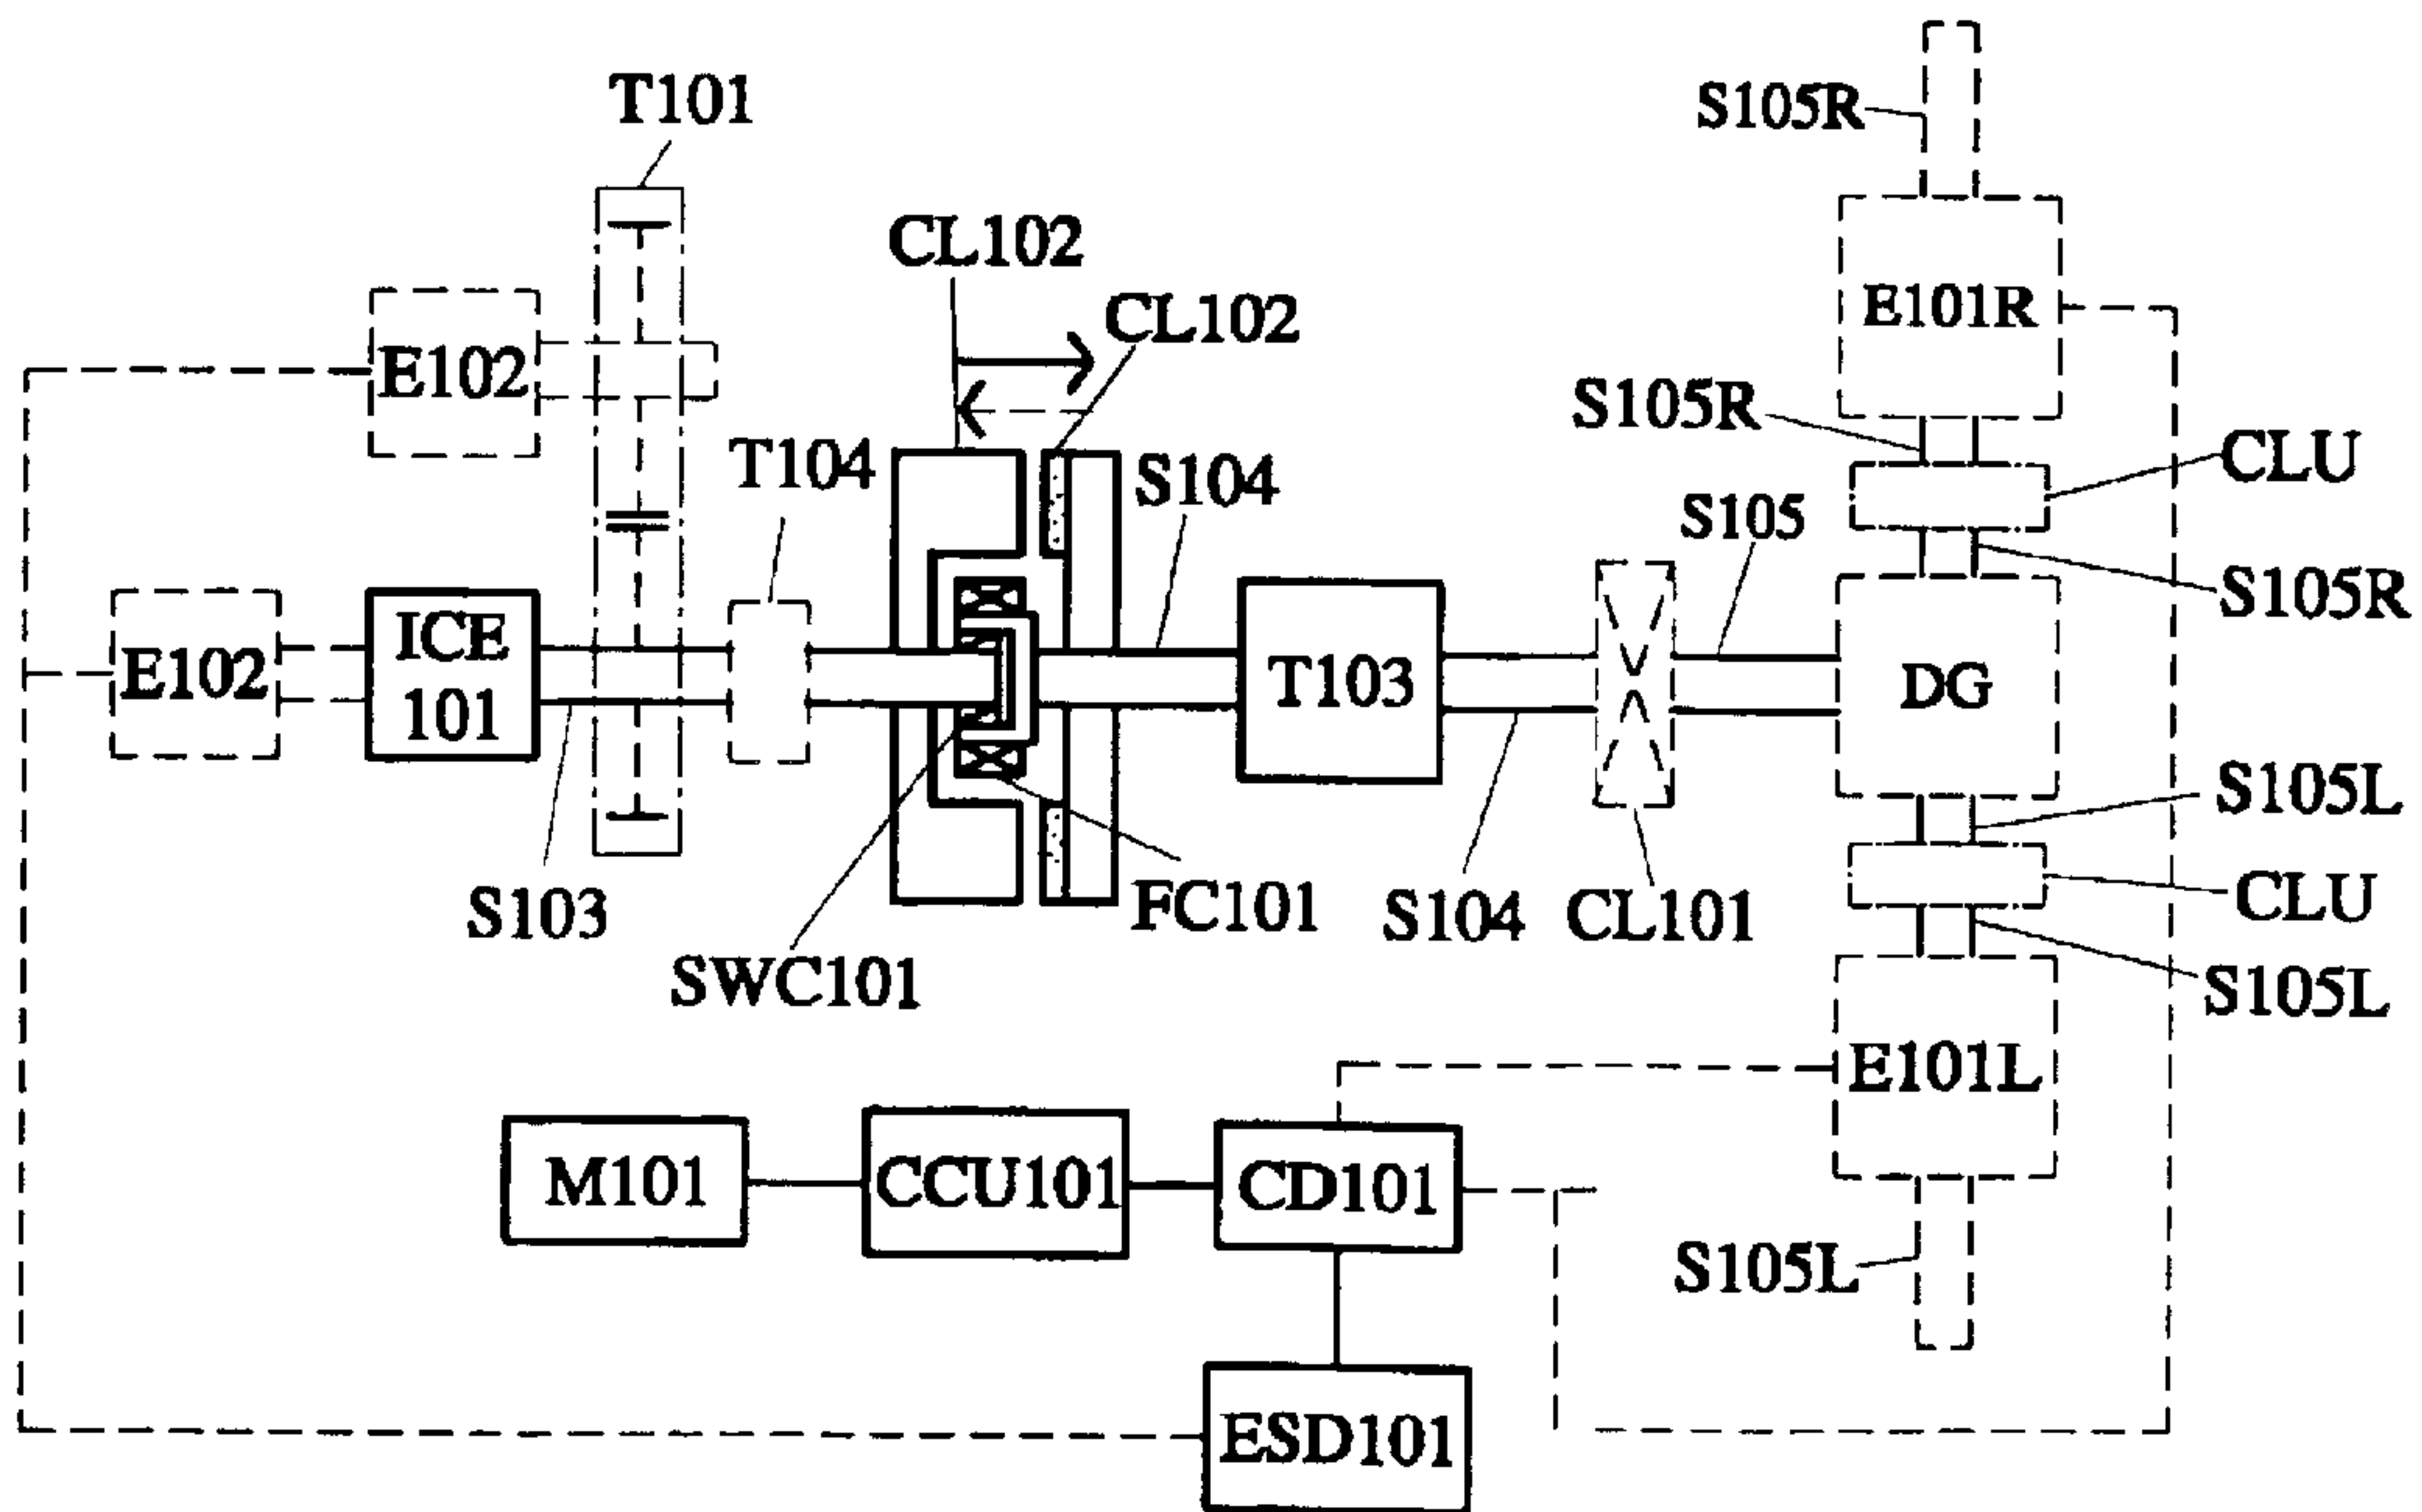 T101
S105R
CL102
CL102
E101R
E102
S105R
T104
S104
CLU
S105
S105R
ICE
101
E102
T103
DG
S105L
S103
FC101
S104
CL101
CLU
SWC101
S105L
E101L
M101
CCU101
CD101
S105L
ESD101